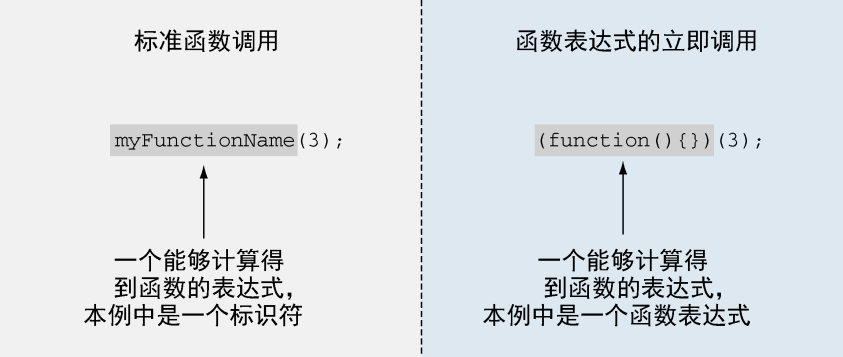 标准函数调用
myFunctionName(3);
一个能够计算得
到函数的表达式，
本例中是一个标识符
函数表达式的立即调用
(function(){})(3);
一个能够计算得
到函数的表达式，
本例中是一个函数表达式